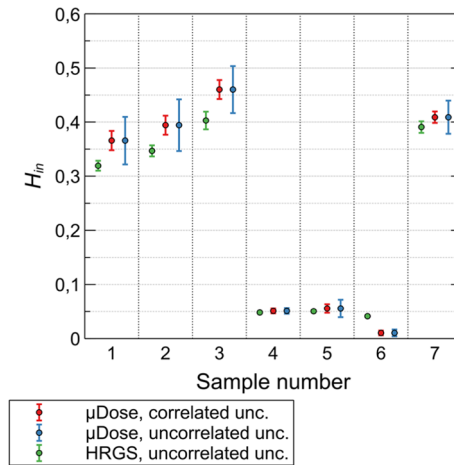 0,6
0,5
0,4
0,3
0,2
0,1
0
H_in
1 2 3 4 5 6 7
Sample number
µDose, correlated unc.
µDose, uncorrelated unc.
HRGS, uncorrelated unc.